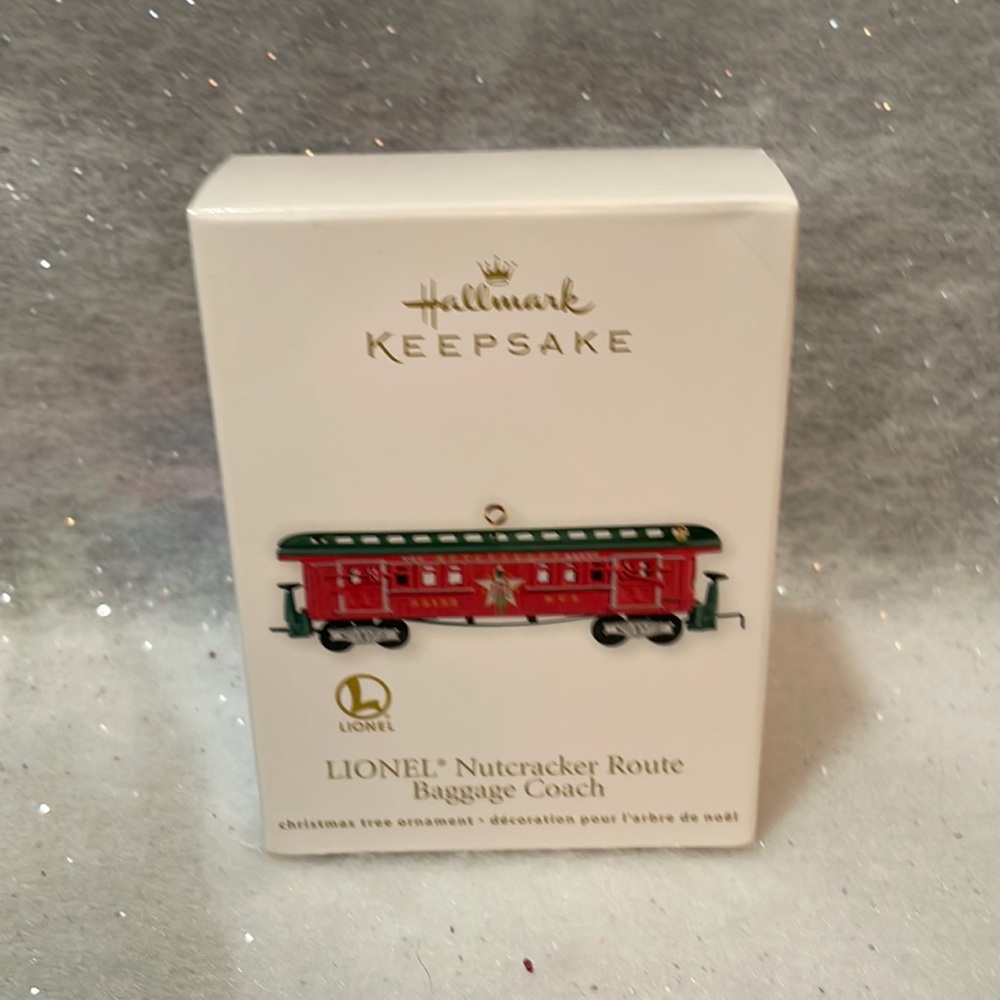 Hallmark
KEEPSAKE
L
LIONEL
LIONEL® Nutcracker Route
Baggage Coach
christmas tree ornament • décoration pour l'arbre de noël